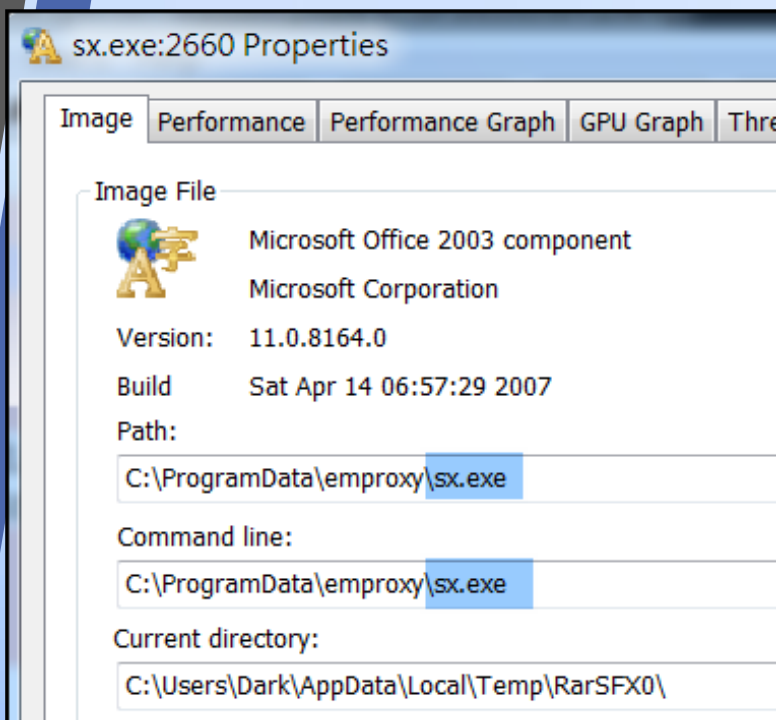 sx.exe:2660 Properties
Image Performance Performance Graph GPU Graph Thre
Image File
Microsoft Office 2003 component
Microsoft Corporation
Version: 11.0.8164.0
Build Sat Apr 14 06:57:29 2007
Path:
C:\ProgramData\emproxy\sx.exe
Command line:
C:\ProgramData\emproxy\sx.exe
Current directory:
C:\Users\Dark\AppData\Local\Temp\RarSFX0\